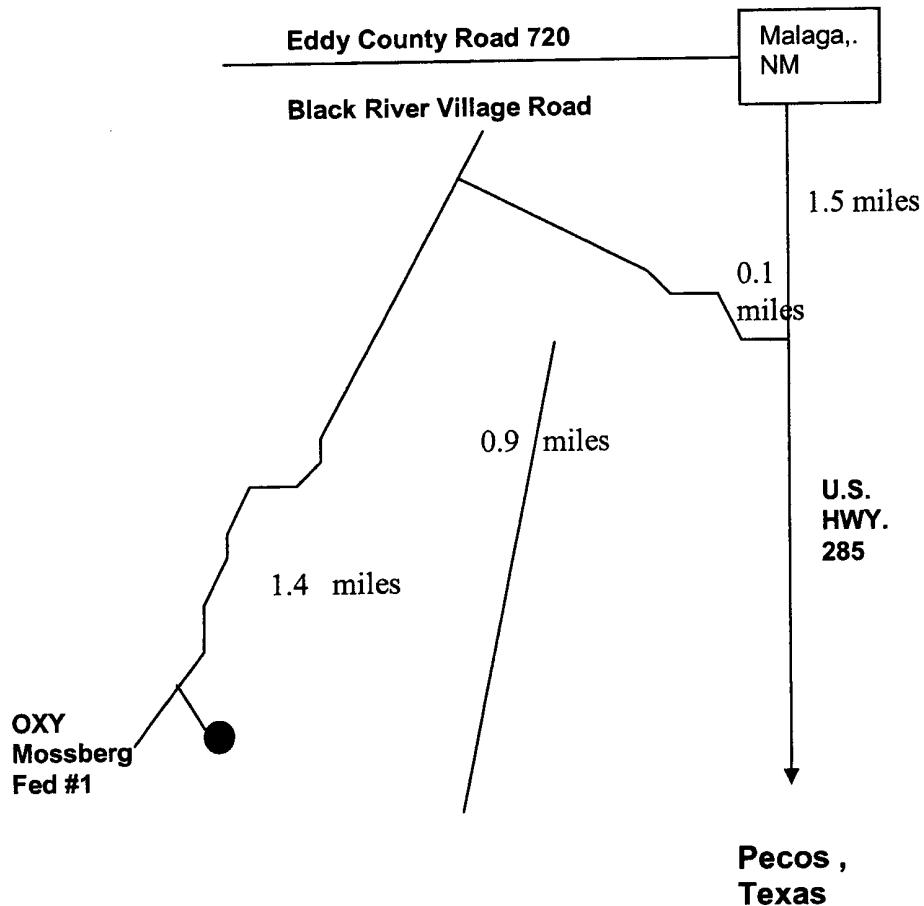 Eddy County Road 720
Malaga,.
NM
Black River Village Road
1.5 miles
0.1
miles
0.9 miles
U.S.
HWY.
285
1.4 miles
OXY
Mossberg
Fed #1
Pecos ,
Texas